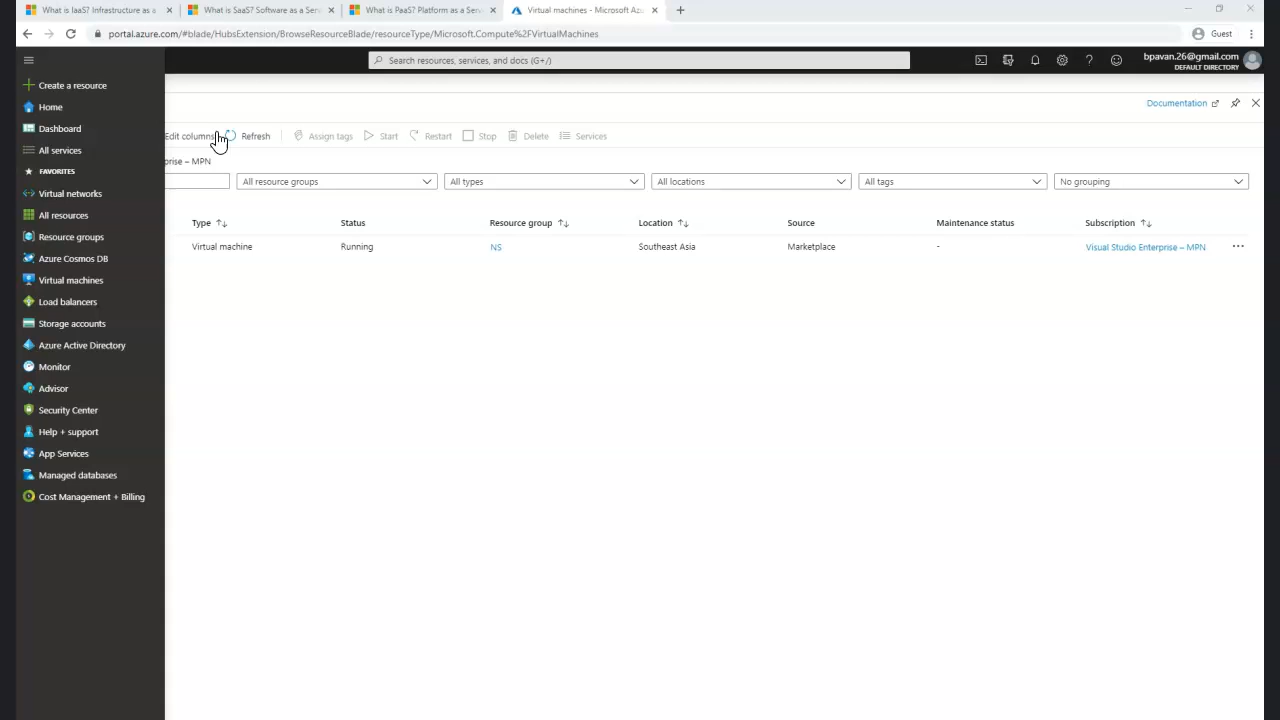 What is IaaS? Infrastructure as a
What is SaaS? Software as a Serv
What is PaaS? Platform as a Serv
Virtual machines - Microsoft Azu
portal.azure.com/#blade/HubsExtension/BrowseResourceBlade/resourceType/Microsoft.Compute%2FVirtualMachines
Guest
Search resources, services, and docs (G+/)
bpavan.26@gmail.com
DEFAULT DIRECTORY
Create a resource
Home
Dashboard
All services
FAVORITES
Virtual networks
All resources
Resource groups
Azure Cosmos DB
Virtual machines
Load balancers
Storage accounts
Azure Active Directory
Monitor
Advisor
Security Center
Help + support
App Services
Managed databases
Cost Management + Billing
Documentation
Edit columns Refresh Assign tags Start Restart Stop Delete Services
prise – MPN
All resource groups All types All locations All tags No grouping
Type Status Resource group Location Source Maintenance status Subscription
Virtual machine Running NS Southeast Asia Marketplace - Visual Studio Enterprise – MPN ...